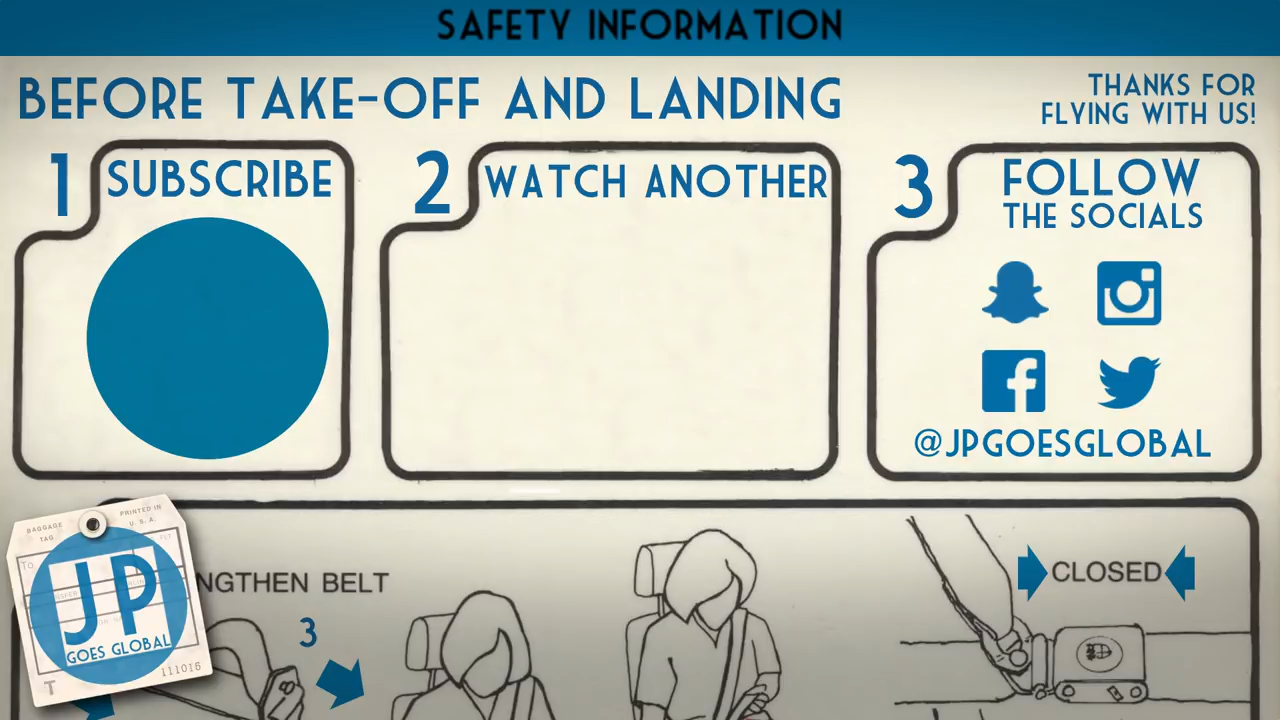 SAFETY INFORMATION
BEFORE TAKE-OFF AND LANDING
THANKS FOR
FLYING WITH US!
1 SUBSCRIBE
2 WATCH ANOTHER
3 FOLLOW
THE SOCIALS
@JPGOESGLOBAL
BAGGAGE
TAG
PRINTED IN
U.S.A.
To
JP
GOES GLOBAL
T
111016
NGTHEN BELT
3
CLOSED